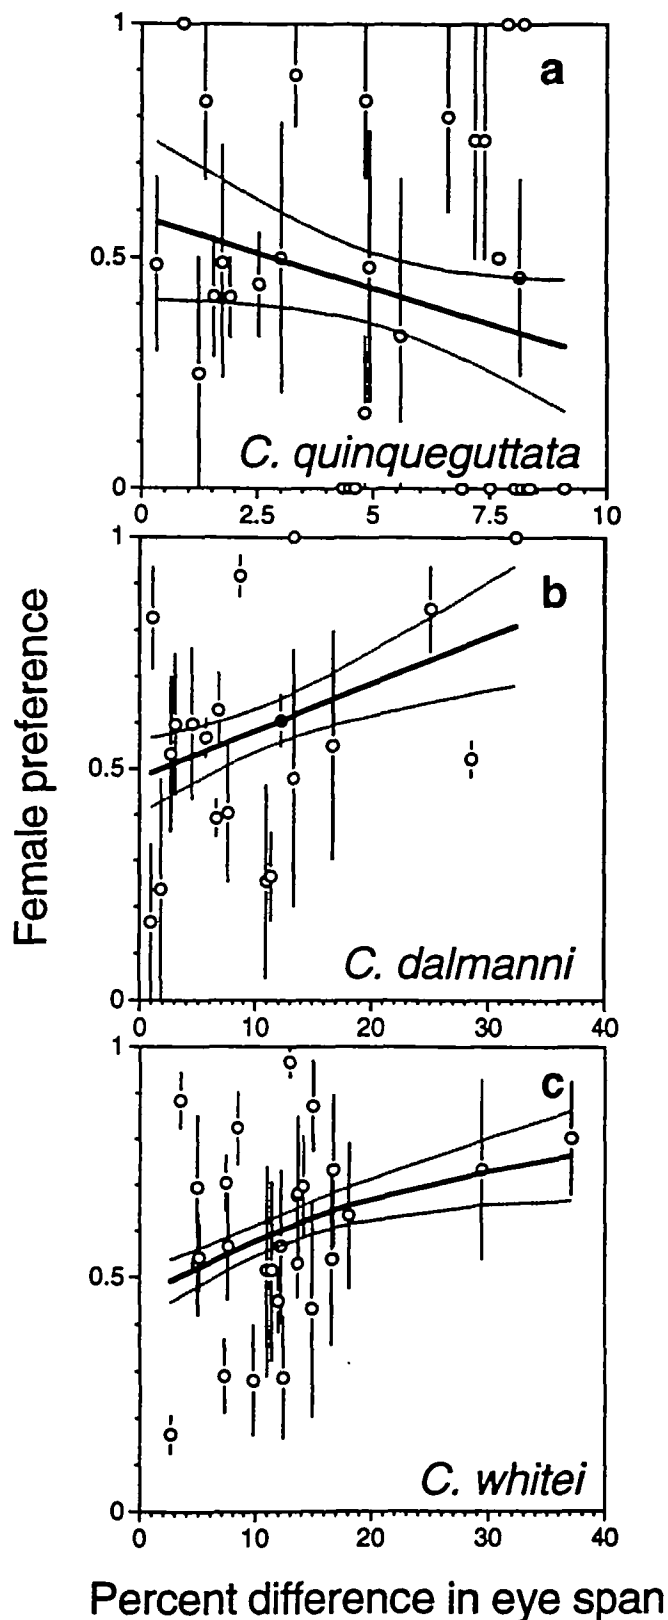 1
a
0.5
C. quinqueguttata
0
0 2.5 5 7.5 10
1
b
Female preference
0.5
C. dalmanni
0
0 10 20 30 40
1
c
0.5
C. whitei
0
0 10 20 30 40
Percent difference in eye span